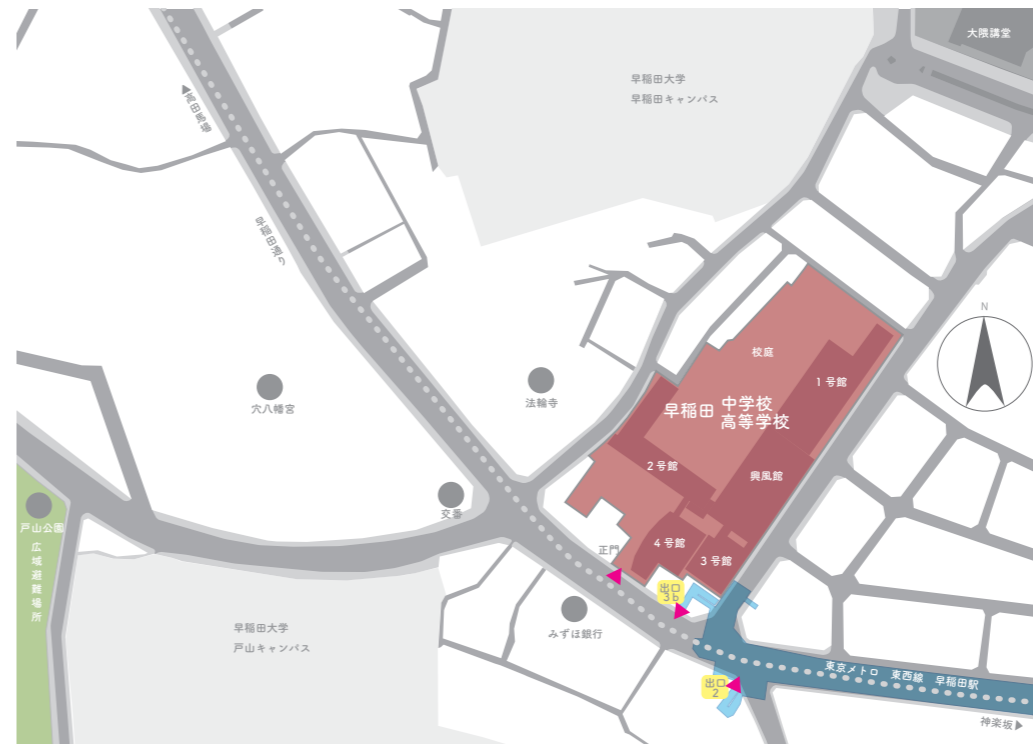 大隈講堂
早稲田大学
早稲田キャンパス
◀高田馬場
早稲田通り
N
校庭
1号館
早稲田 中学校
高等学校
穴八幡宮
法輪寺
2号館
興風館
交番
戸山公園
広域避難場所
正門
4号館
3号館
出口
3b
みずほ銀行
早稲田大学
戸山キャンパス
東京メトロ 東西線 早稲田駅
出口
2
神楽坂▶